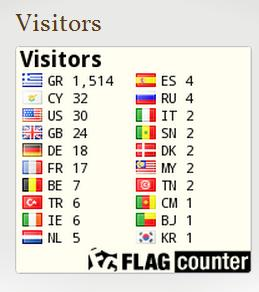 Visitors
Visitors
GR 1,514 ES 4
CY 32 RU 4
US 30 IT 2
GB 24 SN 2
DE 18 DK 2
FR 17 MY 2
BE 7 TN 2
TR 6 CM 1
IE 6 BJ 1
NL 5 KR 1
FLAG counter